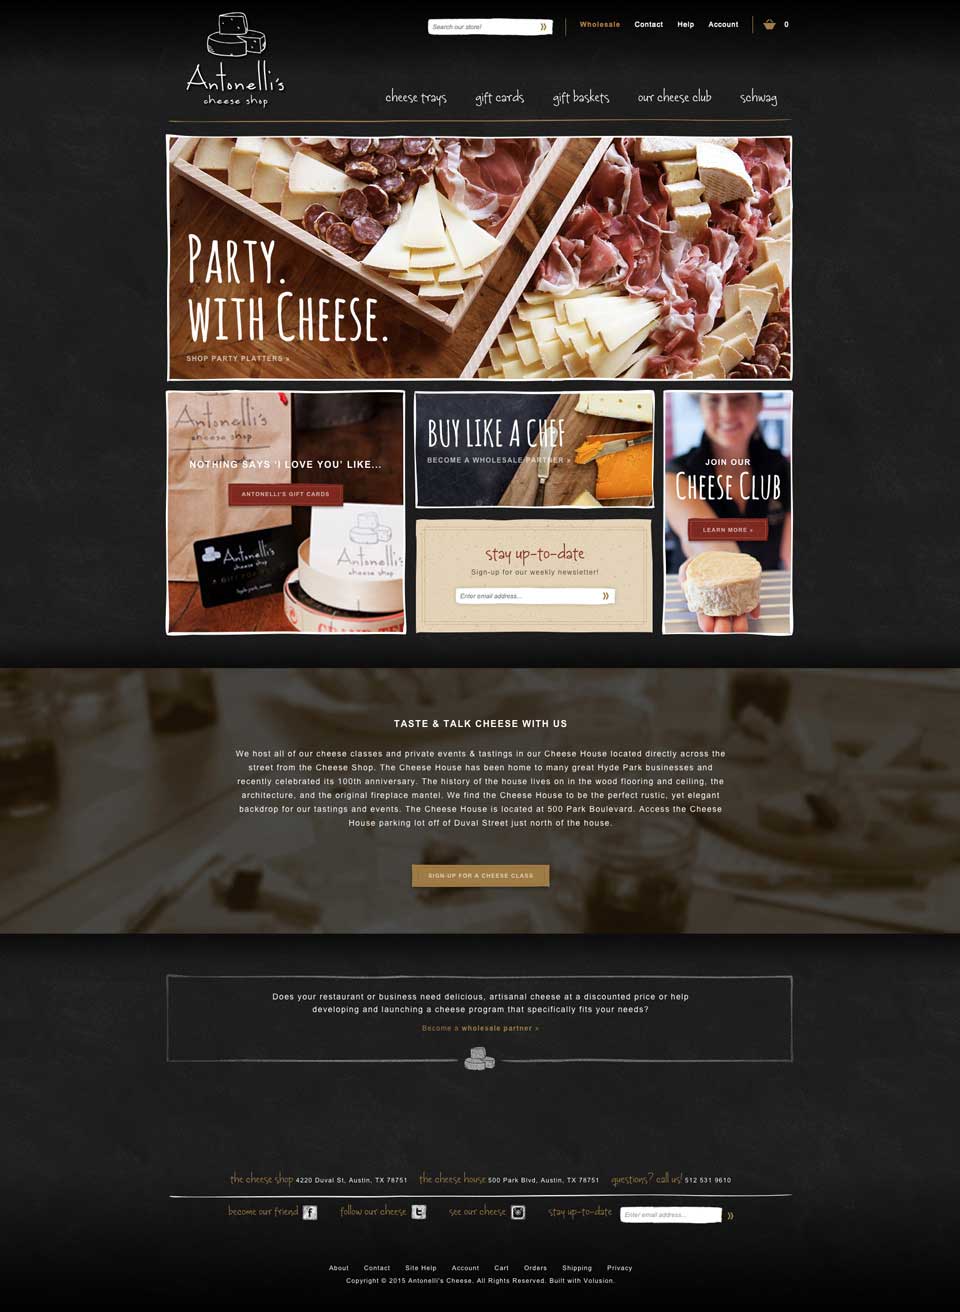 Antonelli's
cheese shop
Search our store!
Wholesale
Contact
Help
Account
0
cheese trays
gift cards
gift baskets
our cheese club
schwag
PARTY.
WITH CHEESE.
SHOP PARTY PLATTERS »
Antonelli's
cheese shop
NOTHING SAYS 'I LOVE YOU' LIKE...
ANTONELLI'S GIFT CARDS
Antonelli's
cheese shop
Antonelli's
cheese shop
BUY LIKE A CHEF
BECOME A WHOLESALE PARTNER »
stay up-to-date
Sign-up for our weekly newsletter!
Enter email address...
JOIN OUR
CHEESE CLUB
LEARN MORE »
TASTE & TALK CHEESE WITH US
We host all of our cheese classes and private events & tastings in our Cheese House located directly across the
street from the Cheese Shop. The Cheese House has been home to many great Hyde Park businesses and
recently celebrated its 100th anniversary. The history of the house lives on in the wood flooring and ceiling, the
architecture, and the original fireplace mantel. We find the Cheese House to be the perfect rustic, yet elegant
backdrop for our tastings and events. The Cheese House is located at 500 Park Boulevard. Access the Cheese
House parking lot off of Duval Street just north of the house.
SIGN-UP FOR A CHEESE CLASS
Does your restaurant or business need delicious, artisanal cheese at a discounted price or help
developing and launching a cheese program that specifically fits your needs?
Become a wholesale partner »
the cheese shop 4220 Duval St, Austin, TX 78751
the cheese house 500 Park Blvd, Austin, TX 78751
questions? call us! 512 531 9610
become our friend
follow our cheese
see our cheese
stay up-to-date
Enter email address...
About
Contact
Site Help
Account
Cart
Orders
Shipping
Privacy
Copyright © 2015 Antonelli's Cheese. All Rights Reserved. Built with Volusion.